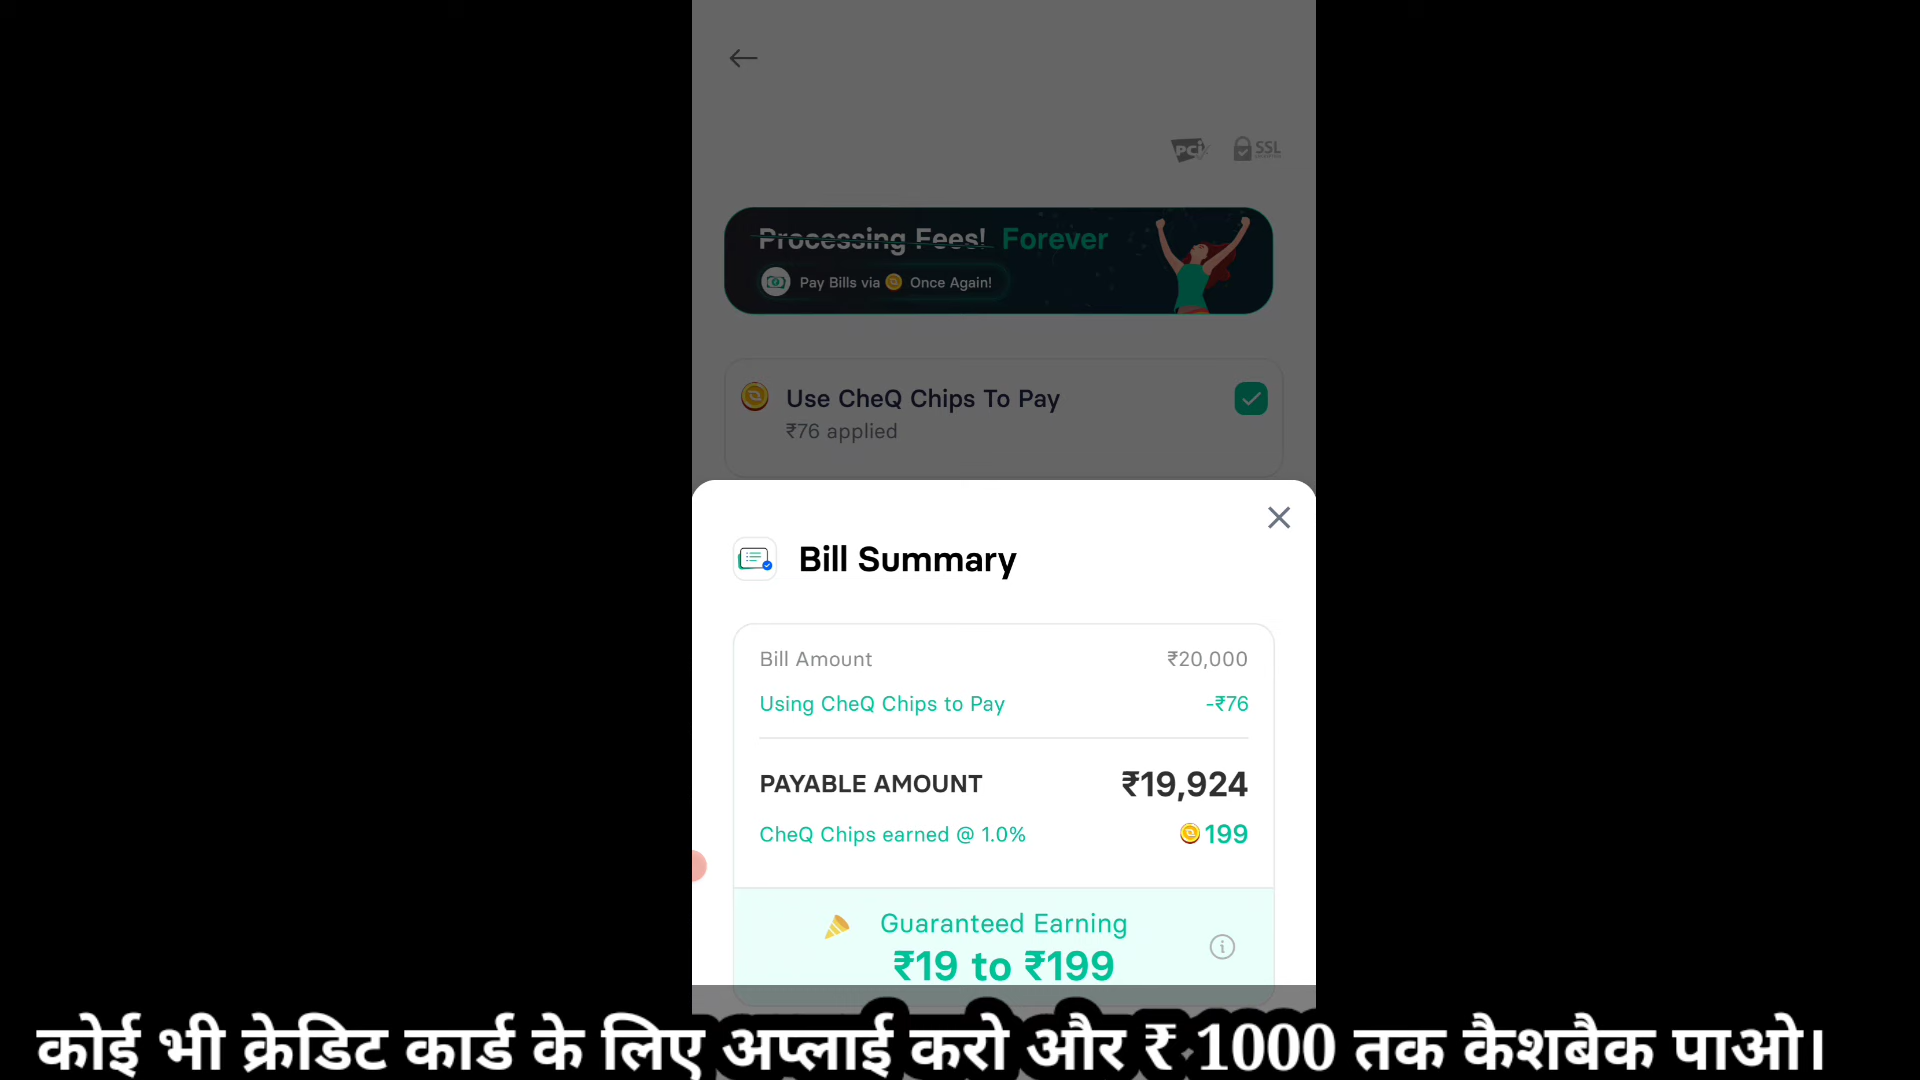 PCi
SSL
Processing Fees! Forever
Pay Bills via Once Again!
Use CheQ Chips To Pay
₹76 applied
Bill Summary
Bill Amount ₹20,000
Using CheQ Chips to Pay -₹76
PAYABLE AMOUNT ₹19,924
CheQ Chips earned @ 1.0% 199
Guaranteed Earning
₹19 to ₹199
कोई भी क्रेडिट कार्ड के लिए अप्लाई करो और ₹ 1000 तक कैशबैक पाओ।